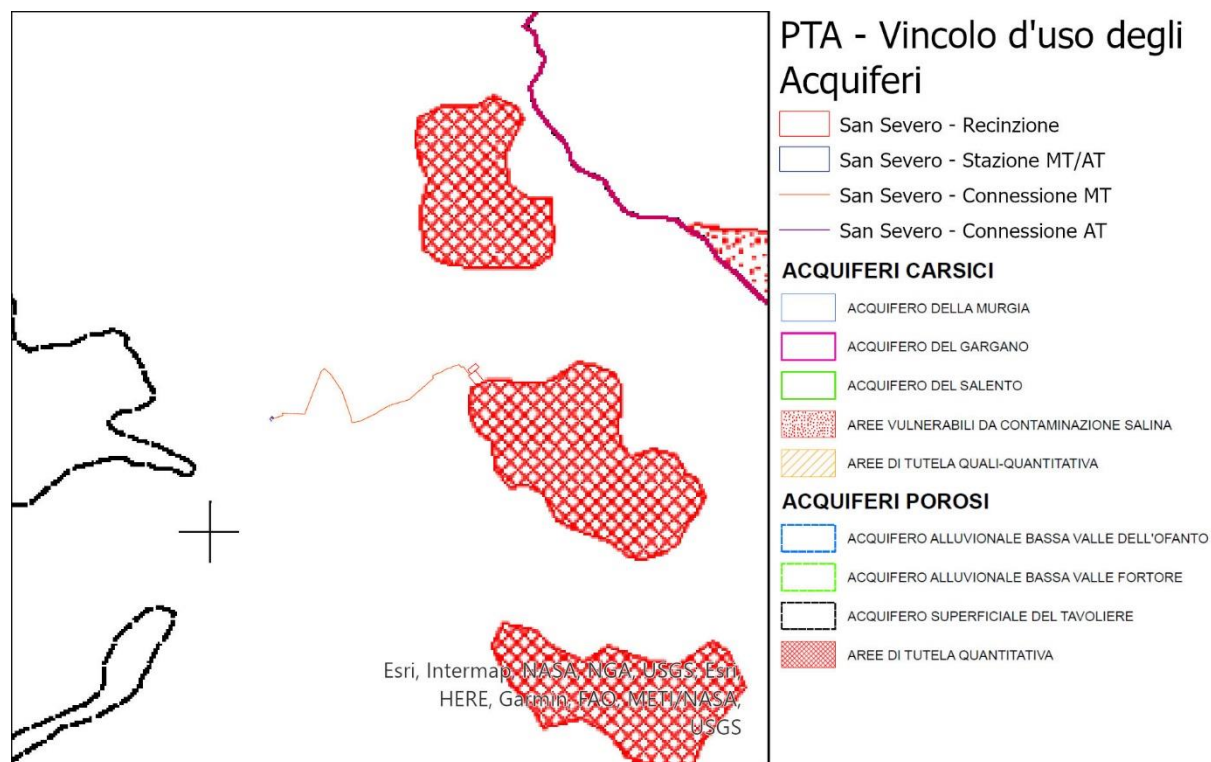 PTA - Vincolo d'uso degli
Acquiferi
San Severo - Recinzione
San Severo - Stazione MT/AT
San Severo - Connessione MT
San Severo - Connessione AT
ACQUIFERI CARSICI
ACQUIFERO DELLA MURGIA
ACQUIFERO DEL GARGANO
ACQUIFERO DEL SALENTO
AREE VULNERABILI DA CONTAMINAZIONE SALINA
AREE DI TUTELA QUALI-QUANTITATIVA
ACQUIFERI POROSI
ACQUIFERO ALLUVIONALE BASSA VALLE DELL'OFANTO
ACQUIFERO ALLUVIONALE BASSA VALLE FORTORE
ACQUIFERO SUPERFICIALE DEL TAVOLIERE
AREE DI TUTELA QUANTITATIVA
Esri, Intermap, NASA, NGA, USGS, Esri,
HERE, Garmin, FAO, METI/NASA,
USGS